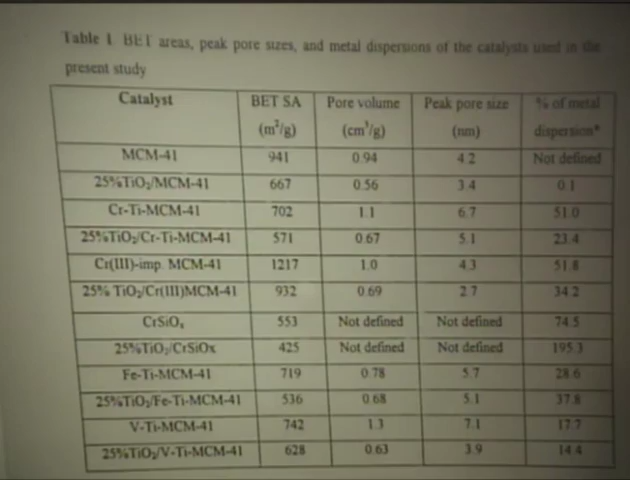 Table 1. BET areas, peak pore sizes, and metal dispersions of the catalysts used in the
present study
Catalyst BET SA (m²/g) Pore volume (cm³/g) Peak pore size (nm) % of metal dispersion*
MCM-41 941 0.94 4.2 Not defined
25%TiO₂/MCM-41 667 0.56 3.4 0.1
Cr-Ti-MCM-41 702 1.1 6.7 51.0
25%TiO₂/Cr-Ti-MCM-41 571 0.67 5.1 23.4
Cr(III)-imp. MCM-41 1217 1.0 4.3 51.8
25% TiO₂/Cr(III)MCM-41 932 0.69 2.7 34.2
CrSiOₓ 553 Not defined Not defined 74.5
25%TiO₂/CrSiOx 425 Not defined Not defined 195.3
Fe-Ti-MCM-41 719 0.78 5.7 28.6
25%TiO₂/Fe-Ti-MCM-41 536 0.68 5.1 37.8
V-Ti-MCM-41 742 1.3 7.1 17.7
25%TiO₂/V-Ti-MCM-41 628 0.63 3.9 14.4